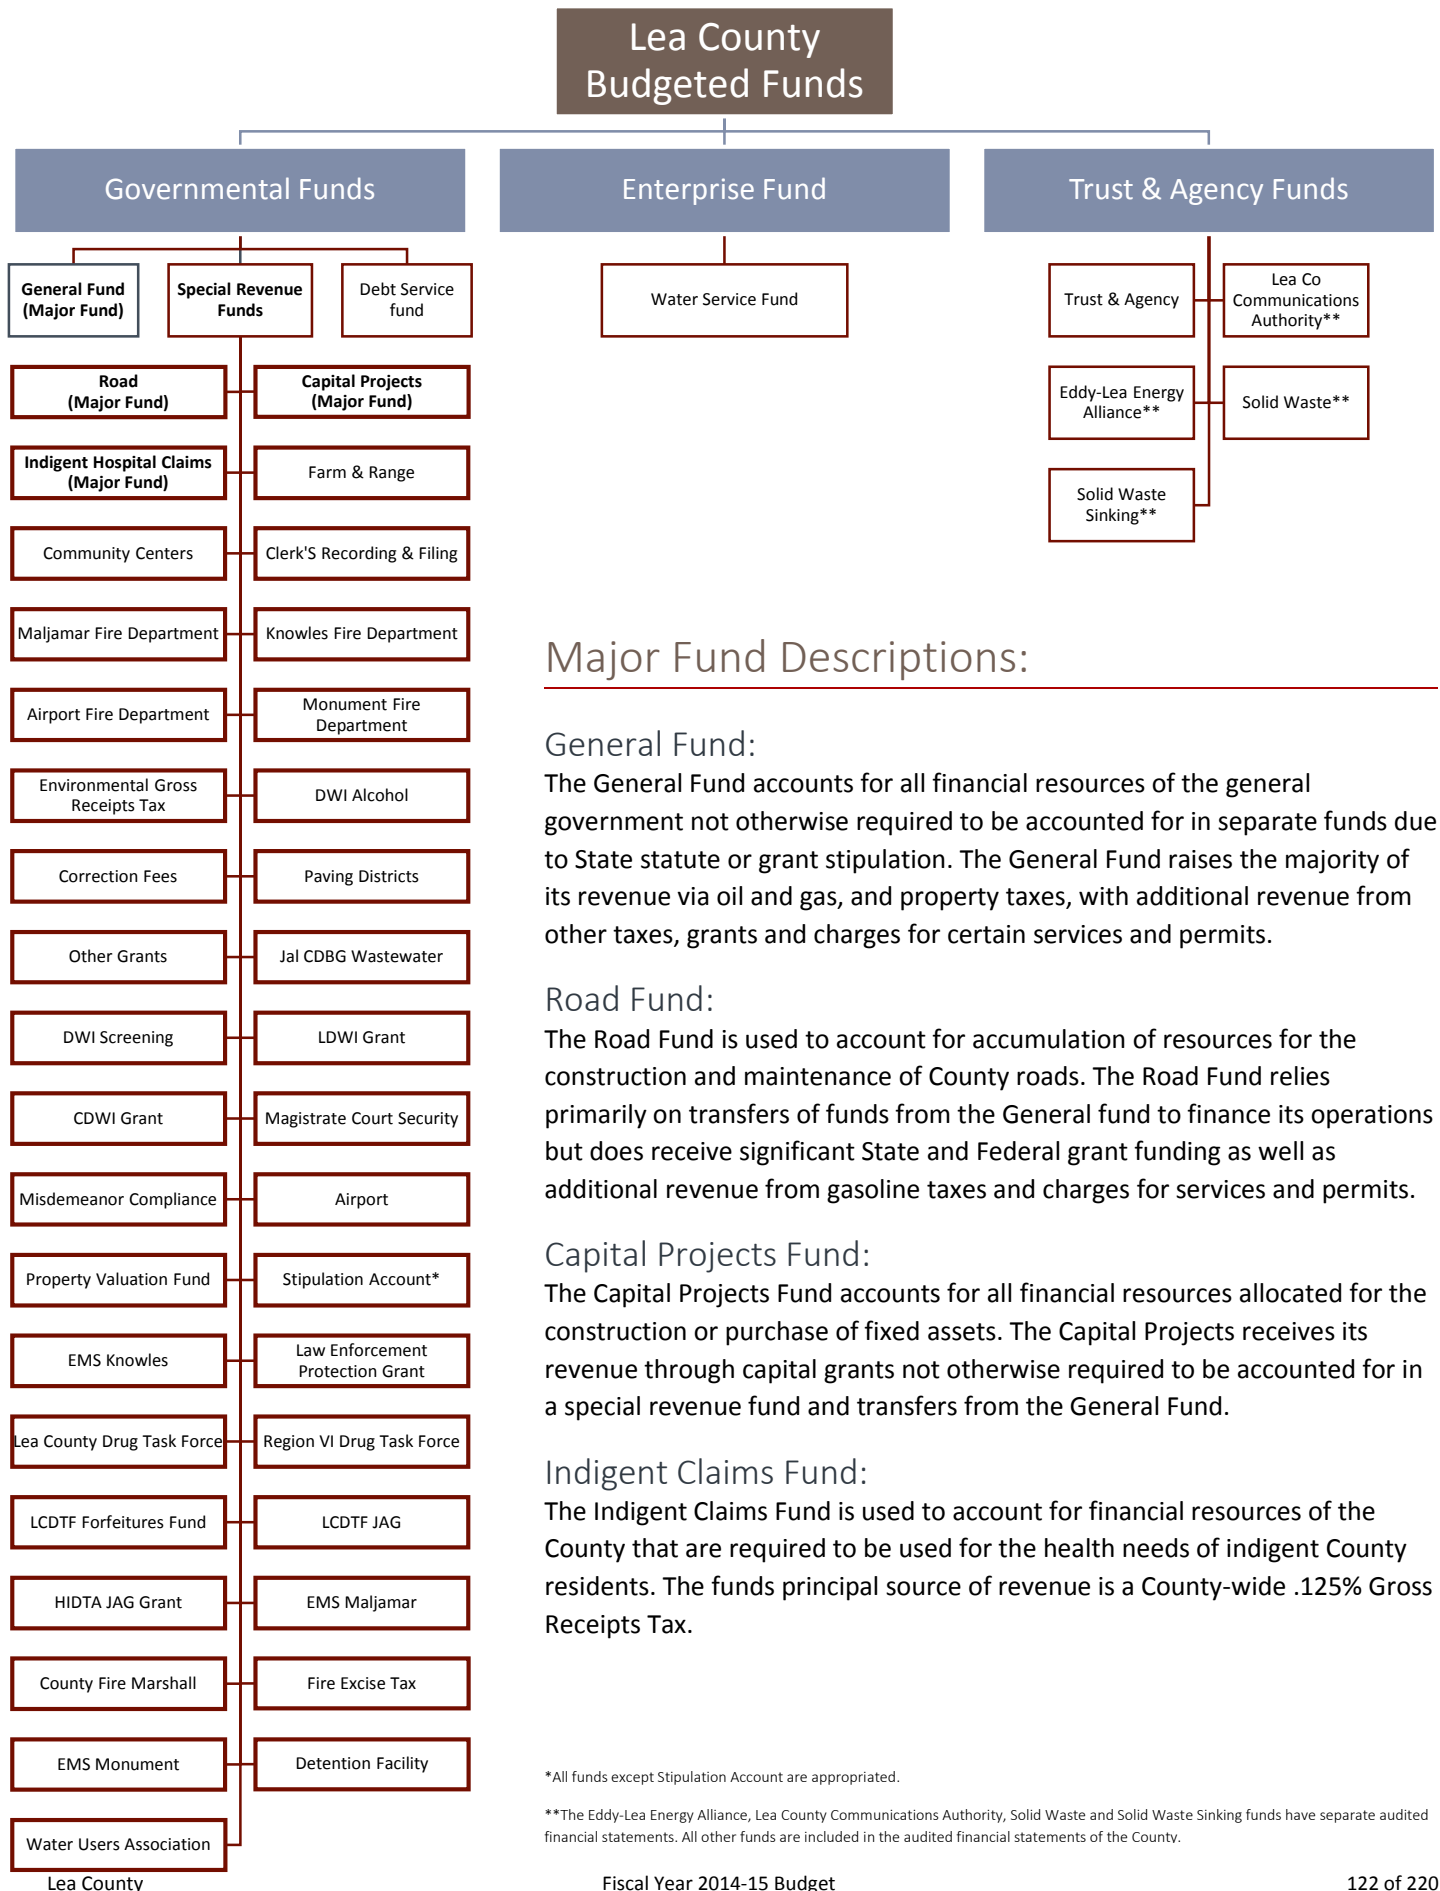 Lea County
Budgeted Funds
Governmental Funds
Enterprise Fund
Trust & Agency Funds
General Fund
(Major Fund)
Special Revenue
Funds
Debt Service
fund
Water Service Fund
Trust & Agency
Lea Co
Communications
Authority**
Eddy-Lea Energy
Alliance**
Solid Waste**
Solid Waste
Sinking**
Road
(Major Fund)
Capital Projects
(Major Fund)
Indigent Hospital Claims
(Major Fund)
Farm & Range
Community Centers
Clerk'S Recording & Filing
Maljamar Fire Department
Knowles Fire Department
Airport Fire Department
Monument Fire
Department
Environmental Gross
Receipts Tax
DWI Alcohol
Correction Fees
Paving Districts
Other Grants
Jal CDBG Wastewater
DWI Screening
LDWI Grant
CDWI Grant
Magistrate Court Security
Misdemeanor Compliance
Airport
Property Valuation Fund
Stipulation Account*
EMS Knowles
Law Enforcement
Protection Grant
Lea County Drug Task Force
Region VI Drug Task Force
LCDTF Forfeitures Fund
LCDTF JAG
HIDTA JAG Grant
EMS Maljamar
County Fire Marshall
Fire Excise Tax
EMS Monument
Detention Facility
Water Users Association
Major Fund Descriptions:
General Fund:
The General Fund accounts for all financial resources of the general
government not otherwise required to be accounted for in separate funds due
to State statute or grant stipulation. The General Fund raises the majority of
its revenue via oil and gas, and property taxes, with additional revenue from
other taxes, grants and charges for certain services and permits.
Road Fund:
The Road Fund is used to account for accumulation of resources for the
construction and maintenance of County roads. The Road Fund relies
primarily on transfers of funds from the General fund to finance its operations
but does receive significant State and Federal grant funding as well as
additional revenue from gasoline taxes and charges for services and permits.
Capital Projects Fund:
The Capital Projects Fund accounts for all financial resources allocated for the
construction or purchase of fixed assets. The Capital Projects receives its
revenue through capital grants not otherwise required to be accounted for in
a special revenue fund and transfers from the General Fund.
Indigent Claims Fund:
The Indigent Claims Fund is used to account for financial resources of the
County that are required to be used for the health needs of indigent County
residents. The funds principal source of revenue is a County-wide .125% Gross
Receipts Tax.
*All funds except Stipulation Account are appropriated.
**The Eddy-Lea Energy Alliance, Lea County Communications Authority, Solid Waste and Solid Waste Sinking funds have separate audited
financial statements. All other funds are included in the audited financial statements of the County.
Lea County
Fiscal Year 2014-15 Budget
122 of 220